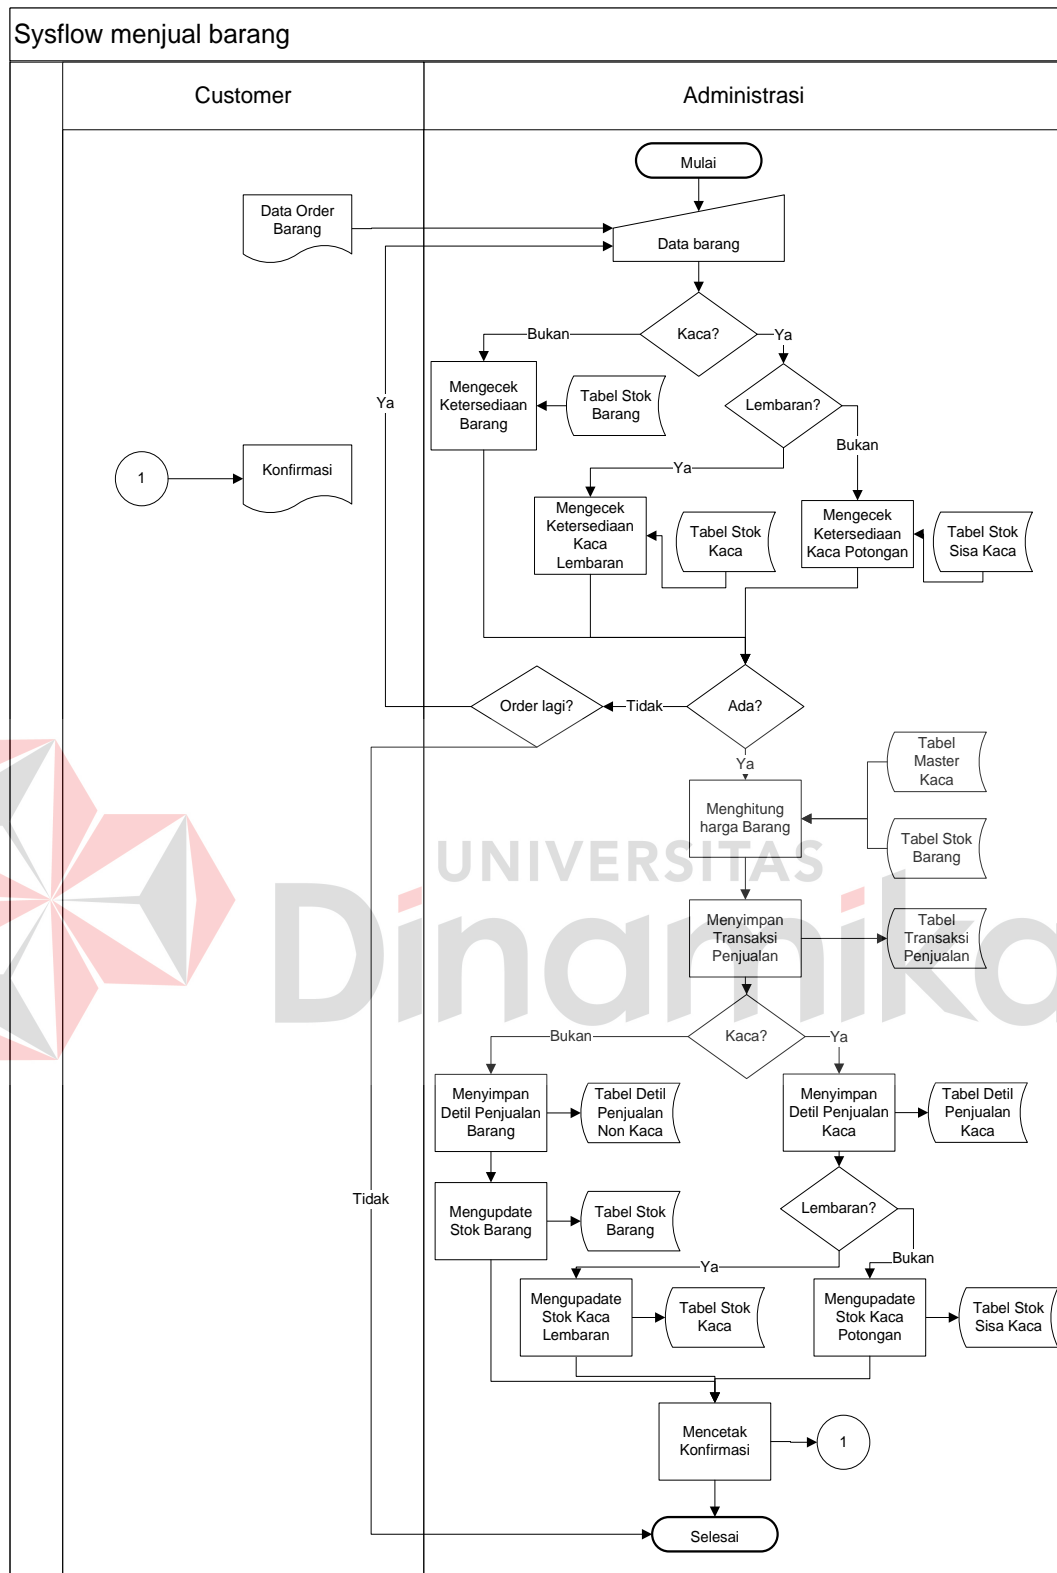 Sysflow menjual barang
Customer
Administrasi
Mulai
Data Order
Barang
Data barang
Kaca?
Bukan
Ya
Mengecek
Ketersediaan
Barang
Tabel Stok
Barang
Lembaran?
Ya
Bukan
Ya
1
Konfirmasi
Mengecek
Ketersediaan
Kaca
Lembaran
Tabel Stok
Kaca
Mengecek
Ketersediaan
Kaca Potongan
Tabel Stok
Sisa Kaca
Order lagi?
Tidak
Ada?
Ya
Tabel
Master
Kaca
Menghitung
harga Barang
Tabel Stok
Barang
UNIVERSITAS
Dinamika
Menyimpan
Transaksi
Penjualan
Tabel
Transaksi
Penjualan
Kaca?
Bukan
Ya
Menyimpan
Detil Penjualan
Barang
Tabel Detil
Penjualan
Non Kaca
Menyimpan
Detil Penjualan
Kaca
Tabel Detil
Penjualan
Kaca
Tidak
Mengupdate
Stok Barang
Tabel Stok
Barang
Lembaran?
Ya
Bukan
Mengupadate
Stok Kaca
Lembaran
Tabel Stok
Kaca
Mengupadate
Stok Kaca
Potongan
Tabel Stok
Sisa Kaca
Mencetak
Konfirmasi
1
Selesai